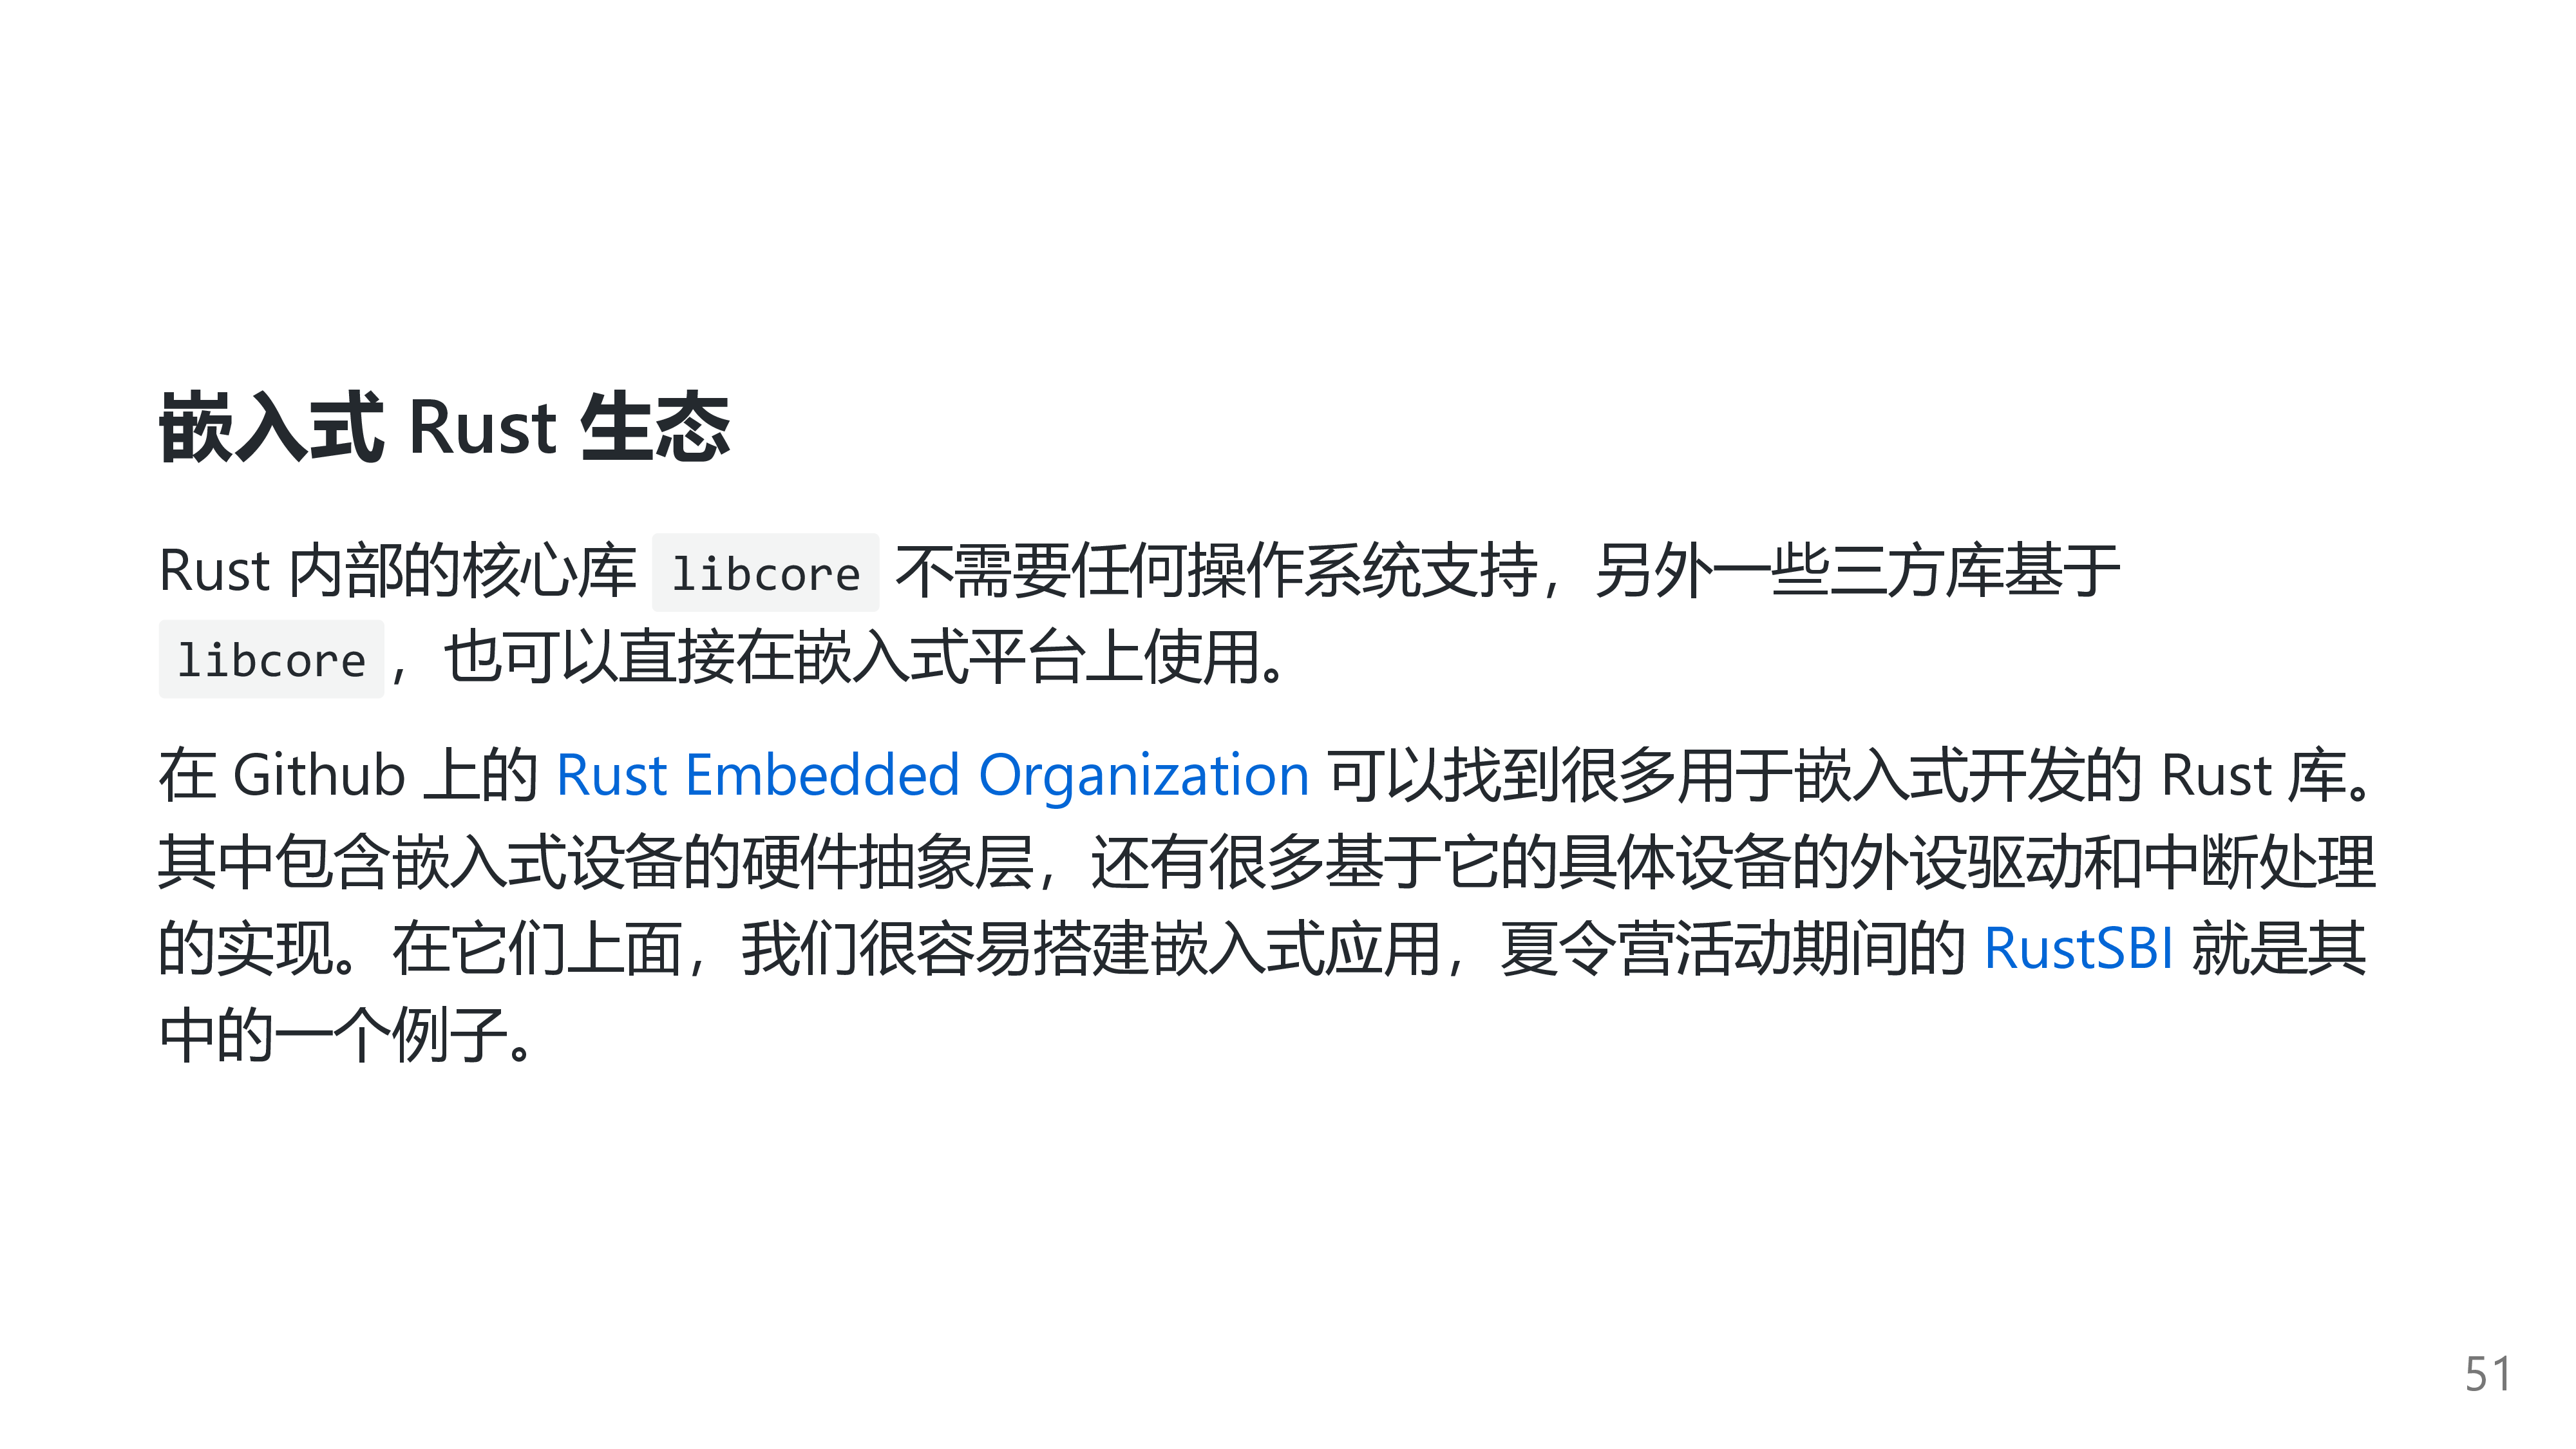 嵌入式 Rust 生态
Rust 内部的核心库 libcore 不需要任何操作系统支持，另外一些三方库基于
libcore，也可以直接在嵌入式平台上使用。
在 Github 上的 Rust Embedded Organization 可以找到很多用于嵌入式开发的 Rust 库。
其中包含嵌入式设备的硬件抽象层，还有很多基于它的具体设备的外设驱动和中断处理
的实现。在它们上面，我们很容易搭建嵌入式应用，夏令营活动期间的 RustSBI 就是其
中的一个例子。
51